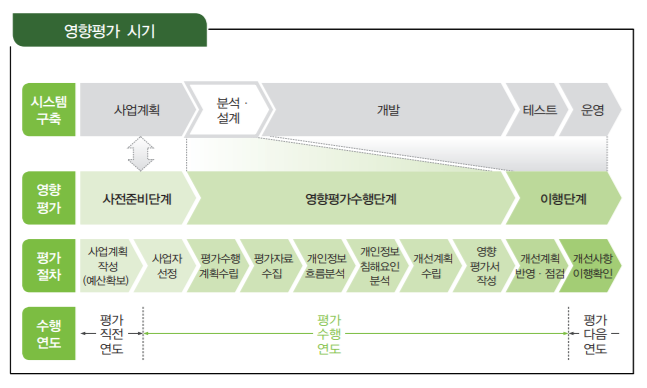 영향평가 시기
시스템
구축
사업계획
분석 ·
설계
개발
테스트
운영
영향
평가
사전준비단계
영향평가수행단계
이행단계
평가
절차
사업계획
작성
(예산확보)
사업자
선정
평가수행
계획수립
평가자료
수집
개인정보
흐름분석
개인정보
침해요인
분석
개선계획
수립
영향
평가서
작성
개선계획
반영 · 점검
개선사항
이행확인
수행
연도
평가
직전
연도
평가
수행
연도
평가
다음
연도